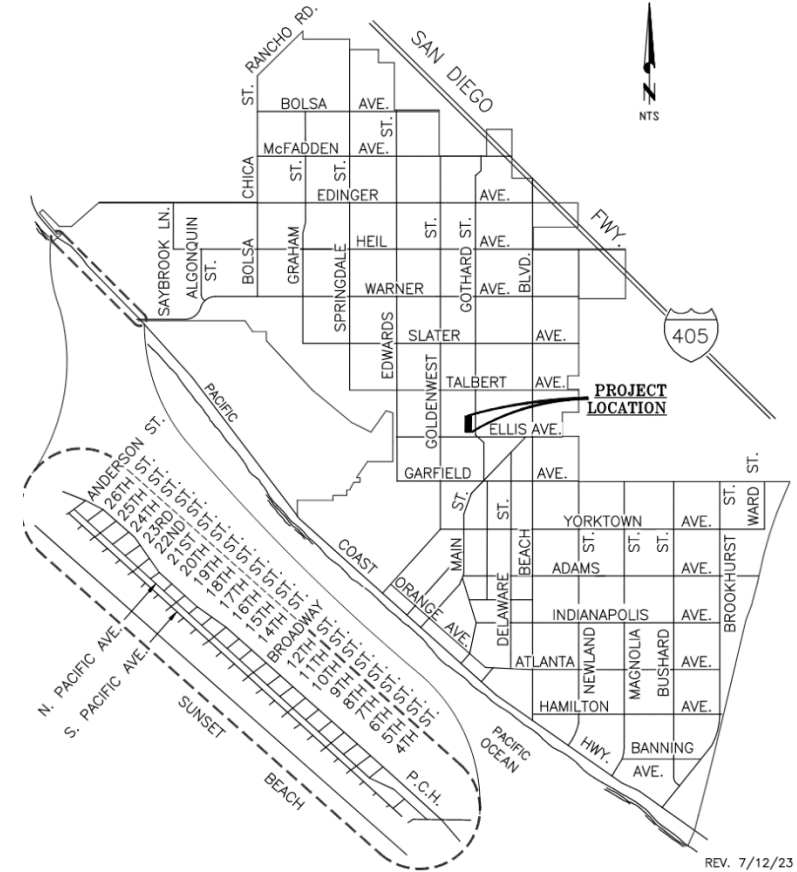 RANCHO RD.
SAN DIEGO
FWY.
405
N
NTS
BOLSA AVE.
McFADDEN AVE.
EDINGER AVE.
HEIL AVE.
WARNER AVE.
SLATER AVE.
TALBERT AVE.
PROJECT
LOCATION
ELLIS AVE.
GARFIELD AVE.
YORKTOWN AVE.
ADAMS AVE.
INDIANAPOLIS AVE.
ATLANTA AVE.
HAMILTON AVE.
BANNING
AVE.
SAYBROOK LN.
ALGONQUIN
ST.
BOLSA CHICA ST.
GRAHAM ST.
SPRINGDALE ST.
EDWARDS ST.
GOLDENWEST ST.
GOTHARD ST.
BEACH BLVD.
MAIN ST.
DELAWARE ST.
NEWLAND ST.
MAGNOLIA ST.
BUSHARD ST.
BROOKHURST ST.
WARD ST.
ORANGE AVE.
PACIFIC COAST HWY.
PACIFIC
OCEAN
ANDERSON ST.
26TH ST.
25TH ST.
24TH ST.
23RD ST.
22ND ST.
21ST ST.
20TH ST.
19TH ST.
18TH ST.
17TH ST.
16TH ST.
15TH ST.
14TH ST.
BROADWAY
12TH ST.
11TH ST.
10TH ST.
9TH ST.
8TH ST.
7TH ST.
6TH ST.
5TH ST.
4TH ST.
P.C.H.
N. PACIFIC AVE.
S. PACIFIC AVE.
SUNSET
BEACH
REV. 7/12/23